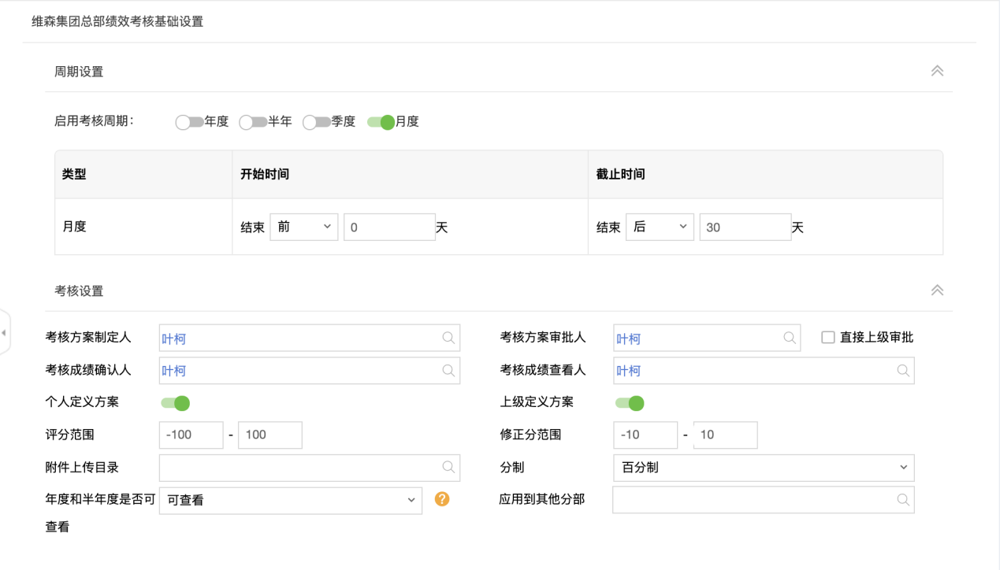 维森集团总部绩效考核基础设置
周期设置
启用考核周期： 年度 半年 季度 月度
类型 开始时间 截止时间
月度 结束 前 0 天 结束 后 30 天
考核设置
考核方案制定人 叶柯 考核方案审批人 叶柯 直接上级审批
考核成绩确认人 叶柯 考核成绩查看人 叶柯
个人定义方案 上级定义方案
评分范围 -100 - 100 修正分范围 -10 - 10
附件上传目录 分制 百分制
年度和半年度是否可 可查看 ? 应用到其他分部
查看